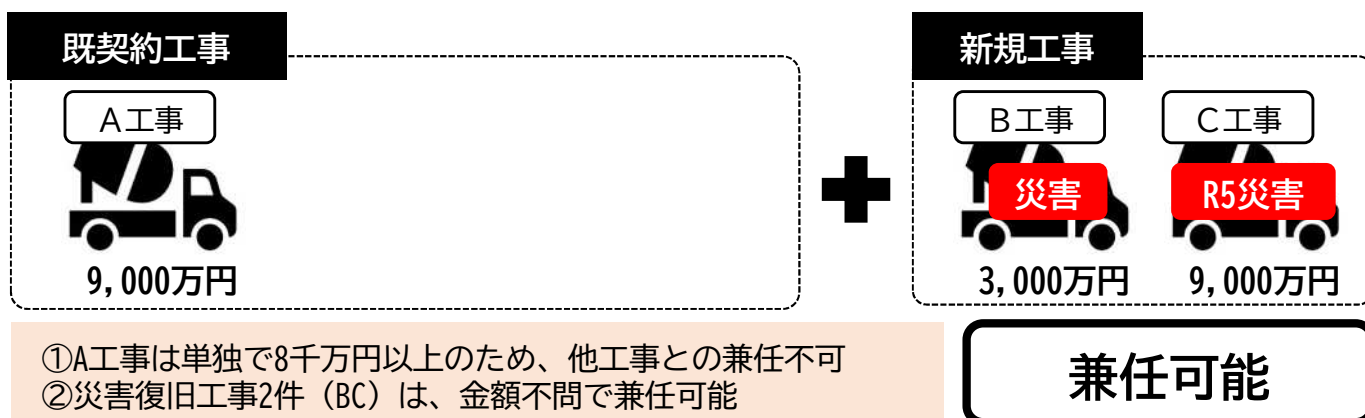 既契約工事
A工事
9,000万円
新規工事
B工事
災害
3,000万円
C工事
R5災害
9,000万円
①A工事は単独で8千万円以上のため、他工事との兼任不可
②災害復旧工事2件（BC）は、金額不問で兼任可能
兼任可能